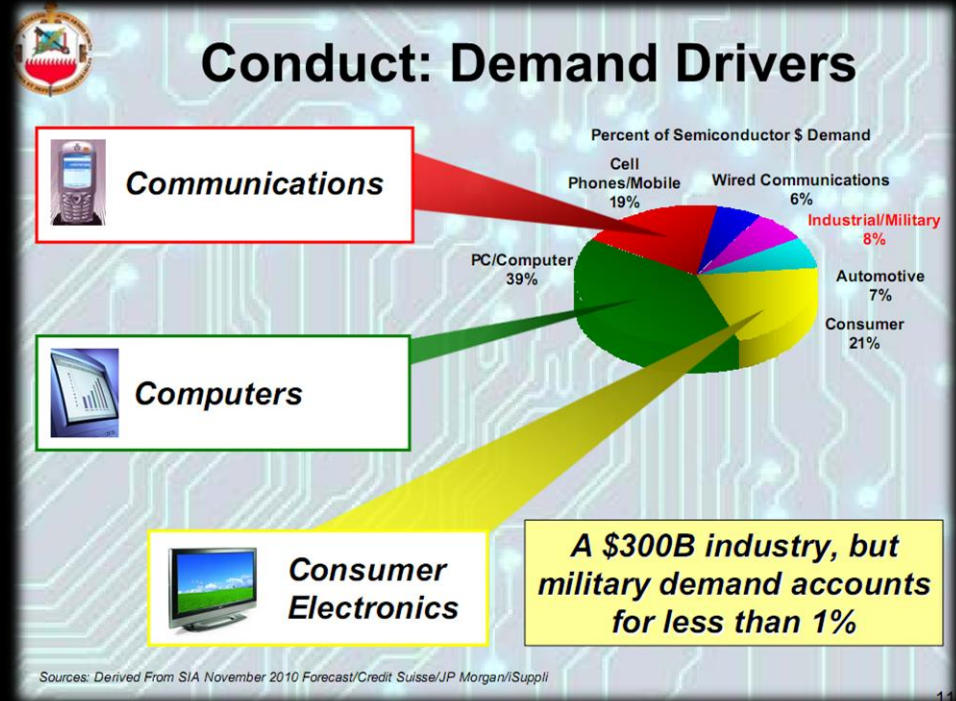 Conduct: Demand Drivers
Communications
Percent of Semiconductor $ Demand
Cell
Phones/Mobile
19%
Wired Communications
6%
Industrial/Military
8%
PC/Computer
39%
Automotive
7%
Consumer
21%
Computers
Consumer
Electronics
A $300B industry, but
military demand accounts
for less than 1%
Sources: Derived From SIA November 2010 Forecast/Credit Suisse/JP Morgan/iSuppli
11